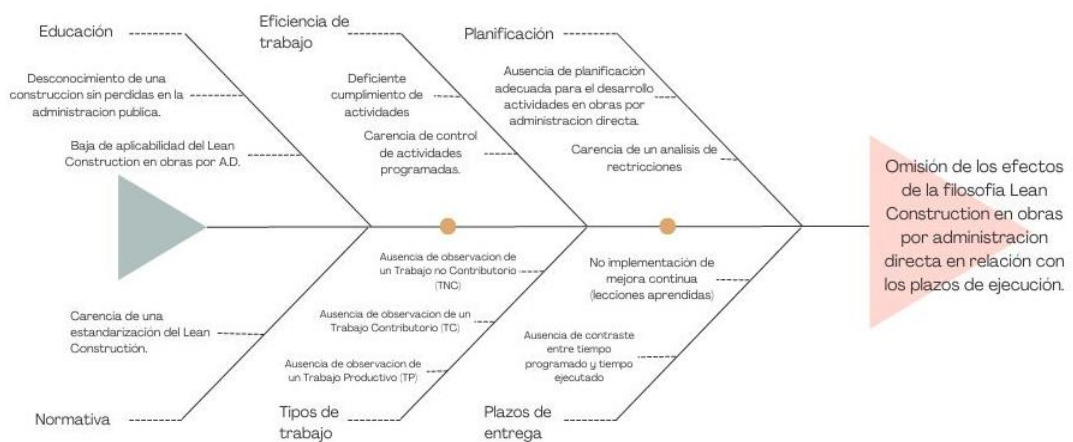 Educación
Desconocimiento de una
construccion sin perdidas en la
administracion publica.
Baja de aplicabilidad del Lean
Construction en obras por A.D.
Eficiencia de
trabajo
Deficiente
cumplimiento de
actividades
Carencia de control
de actividades
programadas.
Planificación
Ausencia de planificación
adecuada para el desarrollo
actividades en obras por
administracion directa.
Carencia de un analisis de
rectricciones
Omisión de los efectos
de la filosofía Lean
Construction en obras
por administracion
directa en relación con
los plazos de ejecución.
Carencia de una
estandarización del Lean
Constructión.
Normativa
Ausencia de observacion de
un Trabajo no Contributorio
(TNC)
Ausencia de observacion de un
Trabajo Contributorio (TC)
Ausencia de observacion de
un Trabajo Productivo (TP)
Tipos de
trabajo
No implementación de
mejora continua
(lecciones aprendidas)
Ausencia de contraste
entre tiempo
programado y tiempo
ejecutado
Plazos de
entrega